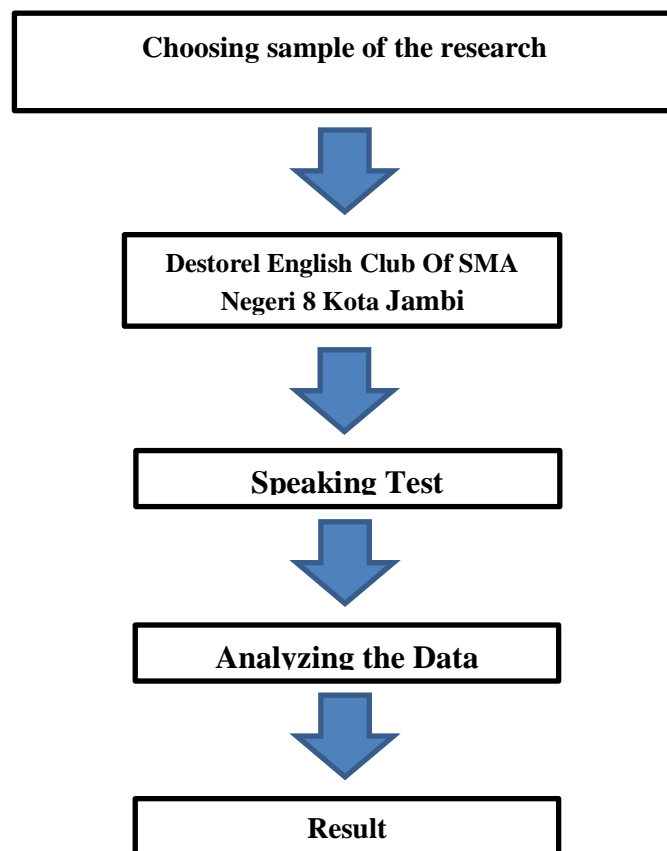 Choosing sample of the research
Destorel English Club Of SMA
Negeri 8 Kota Jambi
Speaking Test
Analyzing the Data
Result